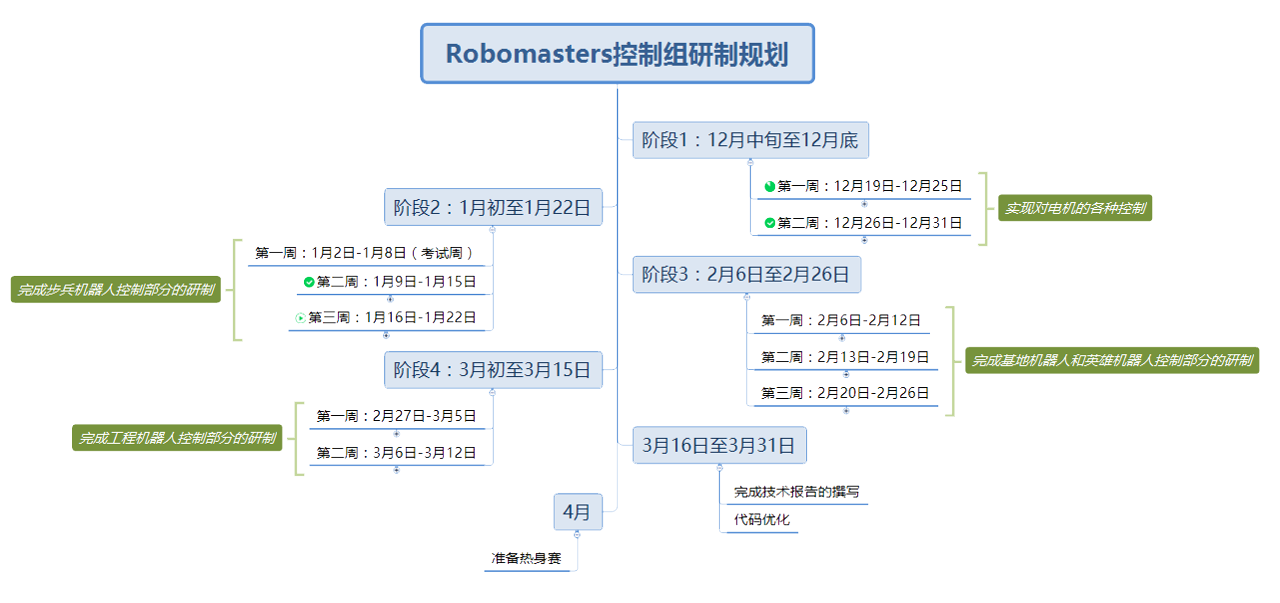 Robomasters控制组研制规划
阶段1：12月中旬至12月底
第一周：12月19日-12月25日
第二周：12月26日-12月31日
实现对电机的各种控制
阶段2：1月初至1月22日
第一周：1月2日-1月8日（考试周）
第二周：1月9日-1月15日
第三周：1月16日-1月22日
完成步兵机器人控制部分的研制
阶段3：2月6日至2月26日
第一周：2月6日-2月12日
第二周：2月13日-2月19日
第三周：2月20日-2月26日
完成基地机器人和英雄机器人控制部分的研制
阶段4：3月初至3月15日
第一周：2月27日-3月5日
第二周：3月6日-3月12日
完成工程机器人控制部分的研制
3月16日至3月31日
完成技术报告的撰写
代码优化
4月
准备热身赛